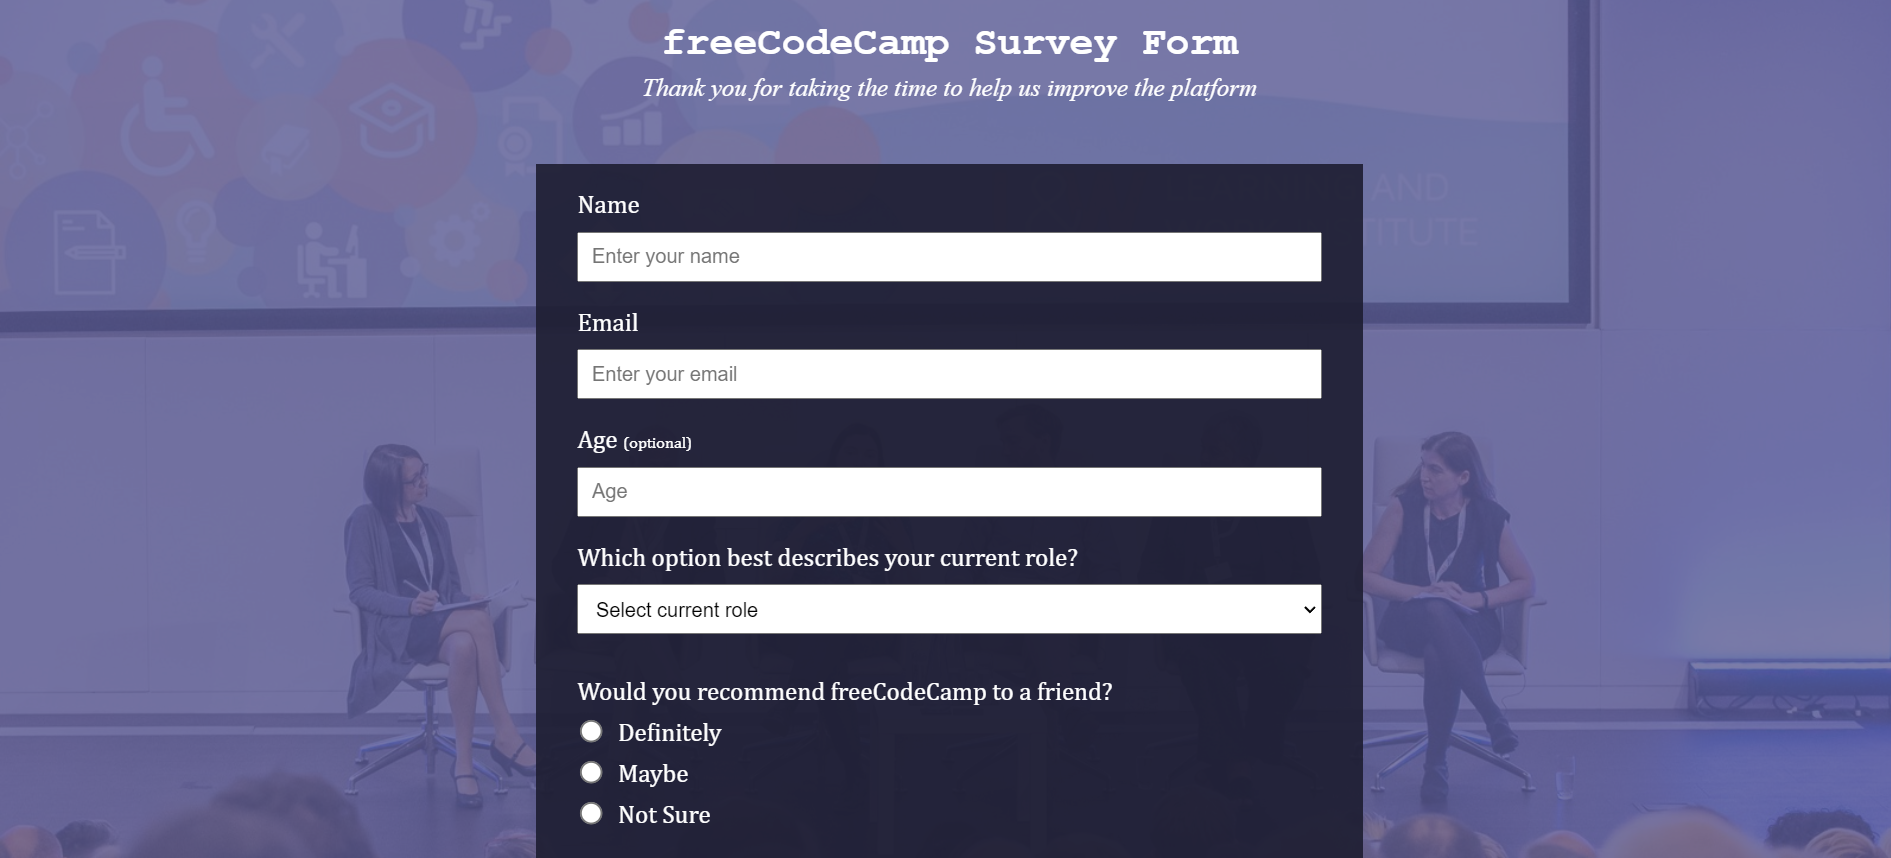 freeCodeCamp Survey Form
Thank you for taking the time to help us improve the platform
AND
TITUTE
Name
Enter your name
Email
Enter your email
Age (optional)
Age
Which option best describes your current role?
Select current role
Would you recommend freeCodeCamp to a friend?
Definitely
Maybe
Not Sure